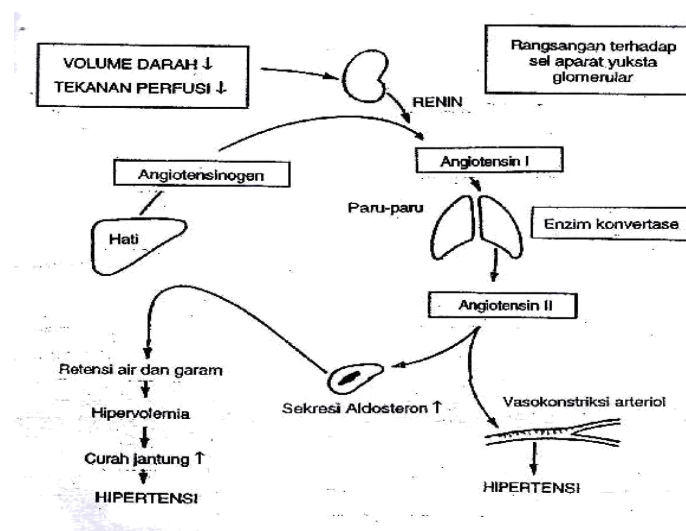 VOLUME DARAH ↓
TEKANAN PERFUSI ↓
Rangsangan terhadap
sel aparat yuksta
glomerular
RENIN
Angiotensinogen
Angiotensin I
Paru-paru
Hati
Enzim konvertase
Angiotensin II
Retensi air dan garam
Sekresi Aldosteron ↑
Vasokonstriksi arteriol
Hipervolemia
Curah jantung ↑
HIPERTENSI
HIPERTENSI